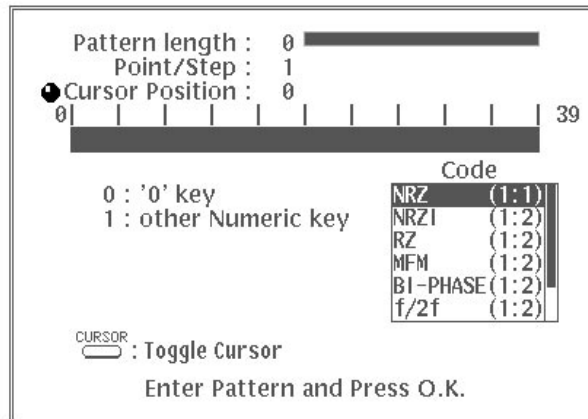 Pattern length : 0
Point/Step : 1
Cursor Position : 0
0 39
Code
0 : '0' key
1 : other Numeric key
NRZ (1:1)
NRZI (1:2)
RZ (1:2)
MFM (1:2)
BI-PHASE(1:2)
f/2f (1:2)
CURSOR
: Toggle Cursor
Enter Pattern and Press O.K.